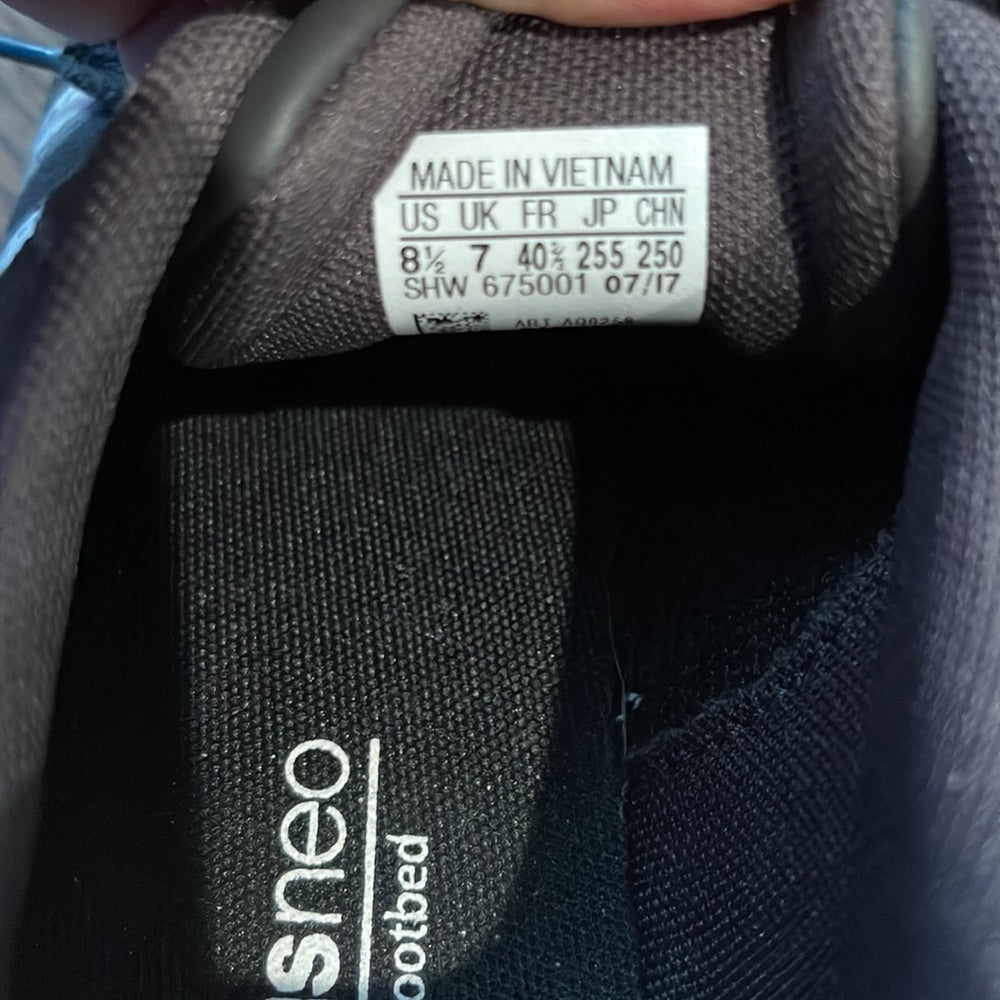 MADE IN VIETNAM
US UK FR JP CHN
8½ 7 40⅔ 255 250
SHW 675001 07/17
ART
sneo
ootbed